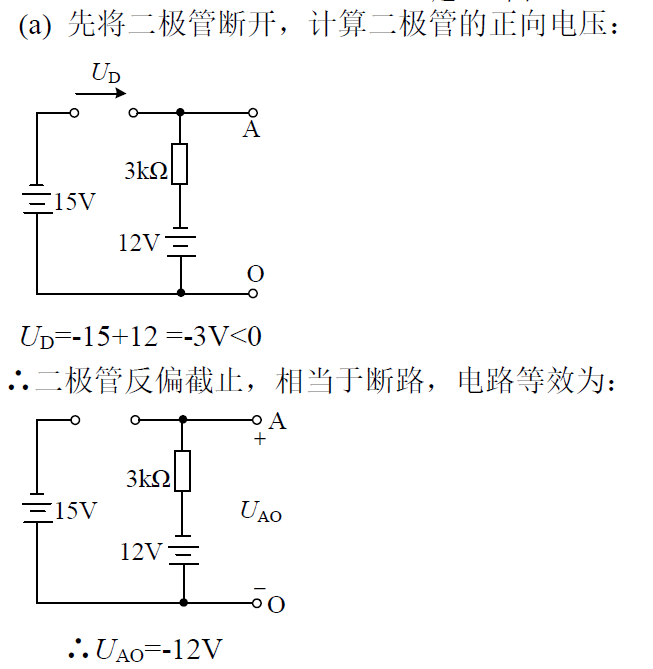 (a) 先将二极管断开，计算二极管的正向电压：
UD
A
3kΩ
15V
12V
O
UD=-15+12 =-3V<0
∴二极管反偏截止，相当于断路，电路等效为：
A
+
3kΩ
15V
UAO
12V
−
O
∴UAO=-12V